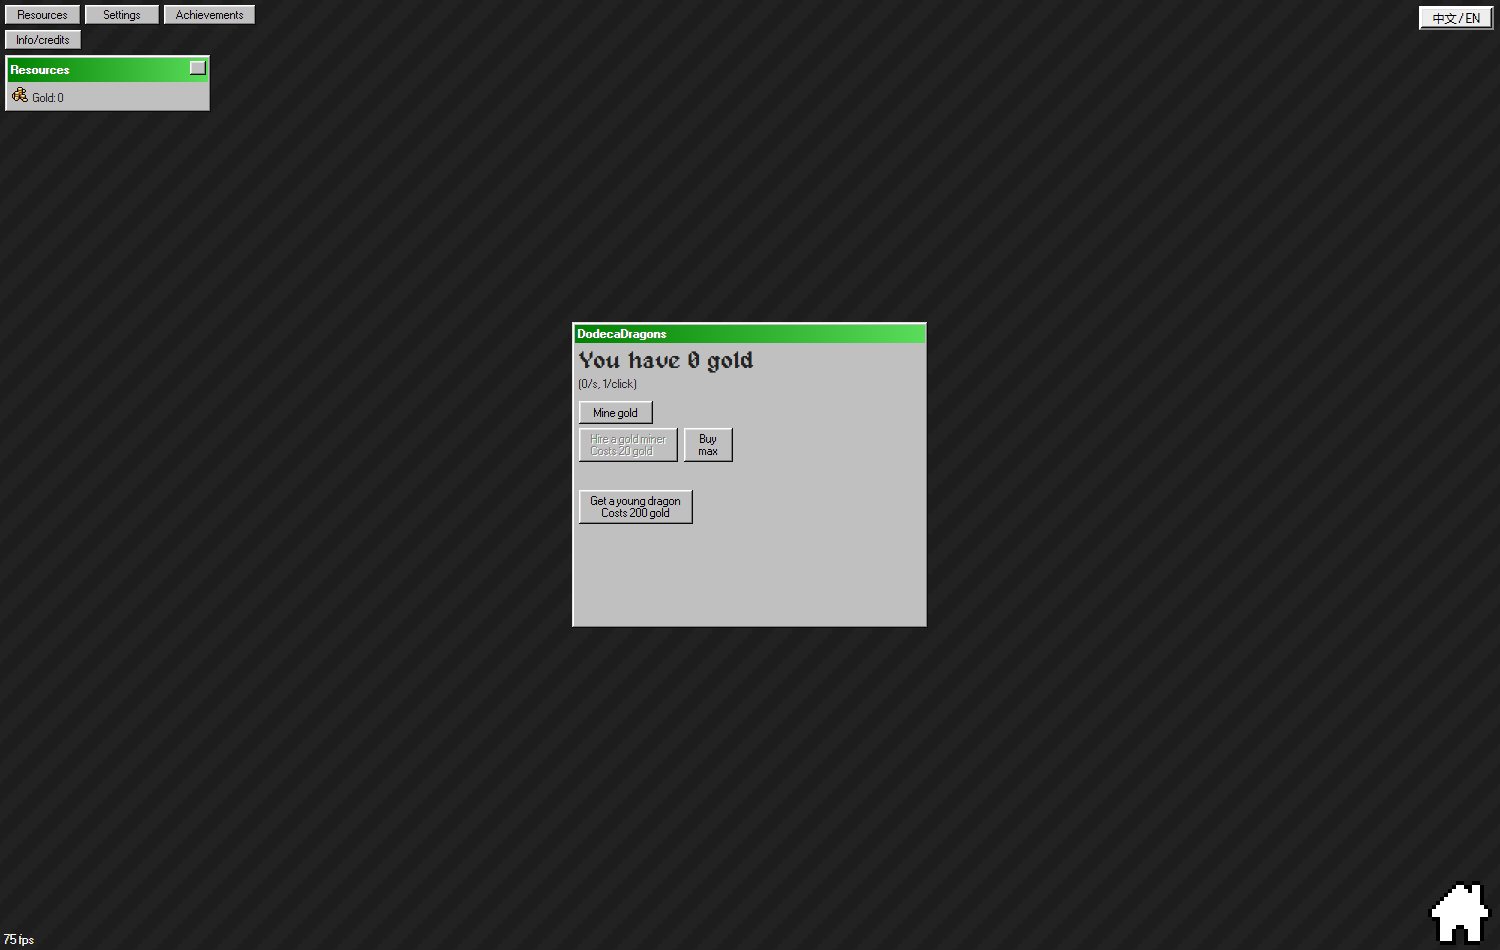 Resources
Settings
Achievements
中文/EN
Info/credits
Resources
Gold: 0
DodecaDragons
You have 0 gold
(0/s, 1/click)
Mine gold
Hire a gold miner
Costs 20 gold
Buy
max
Get a young dragon
Costs 200 gold
75 fps